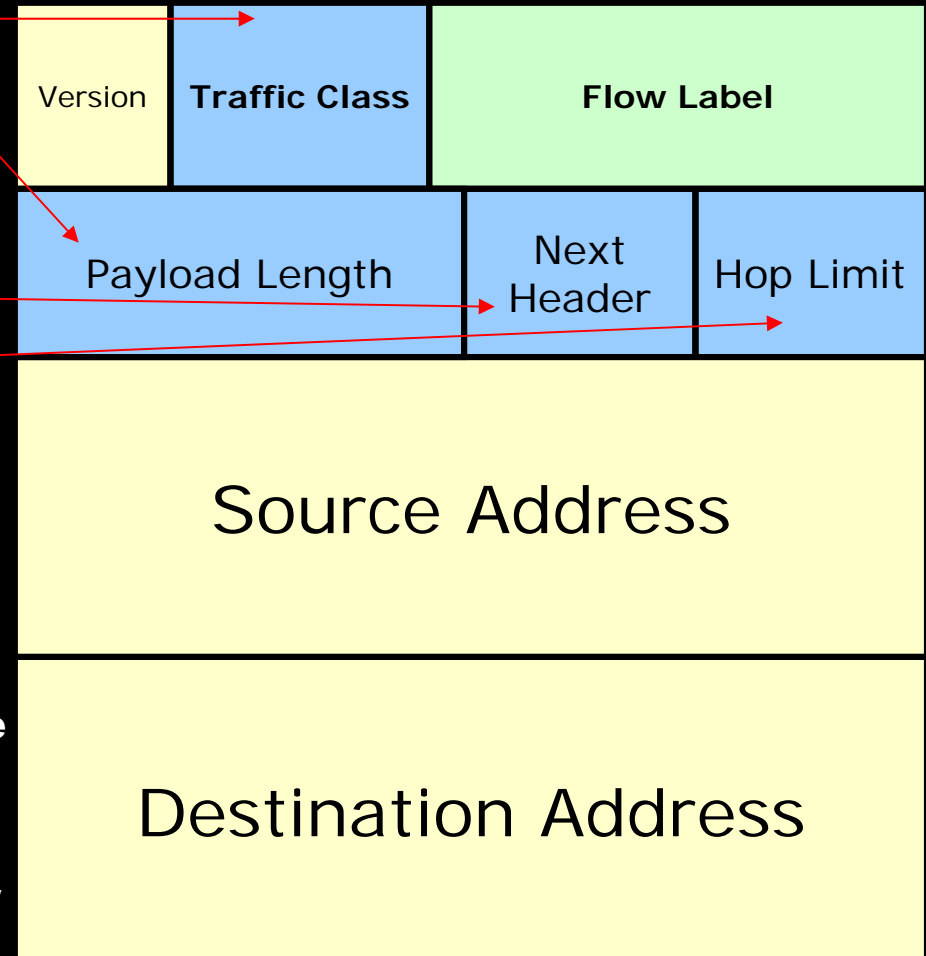 Version
Traffic Class
Flow Label
Payload Length
Next
Header
Hop Limit
Source Address
Destination Address